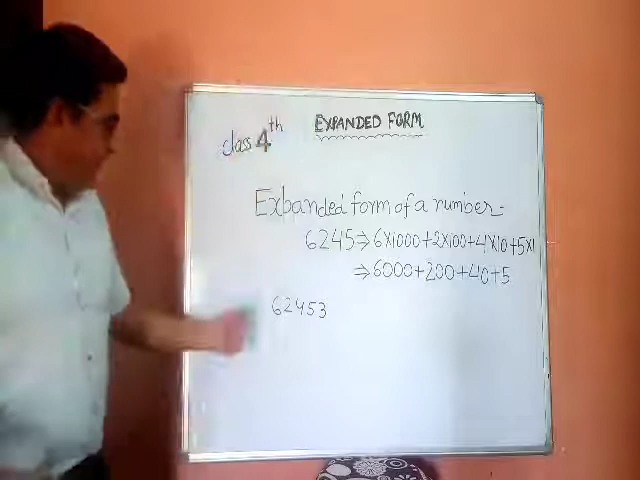 EXPANDED FORM
class 4th
Exbanded form of a number-
6245⇒6×1000+2×100+4×10+5×1
⇒6000+200+40+5
62453